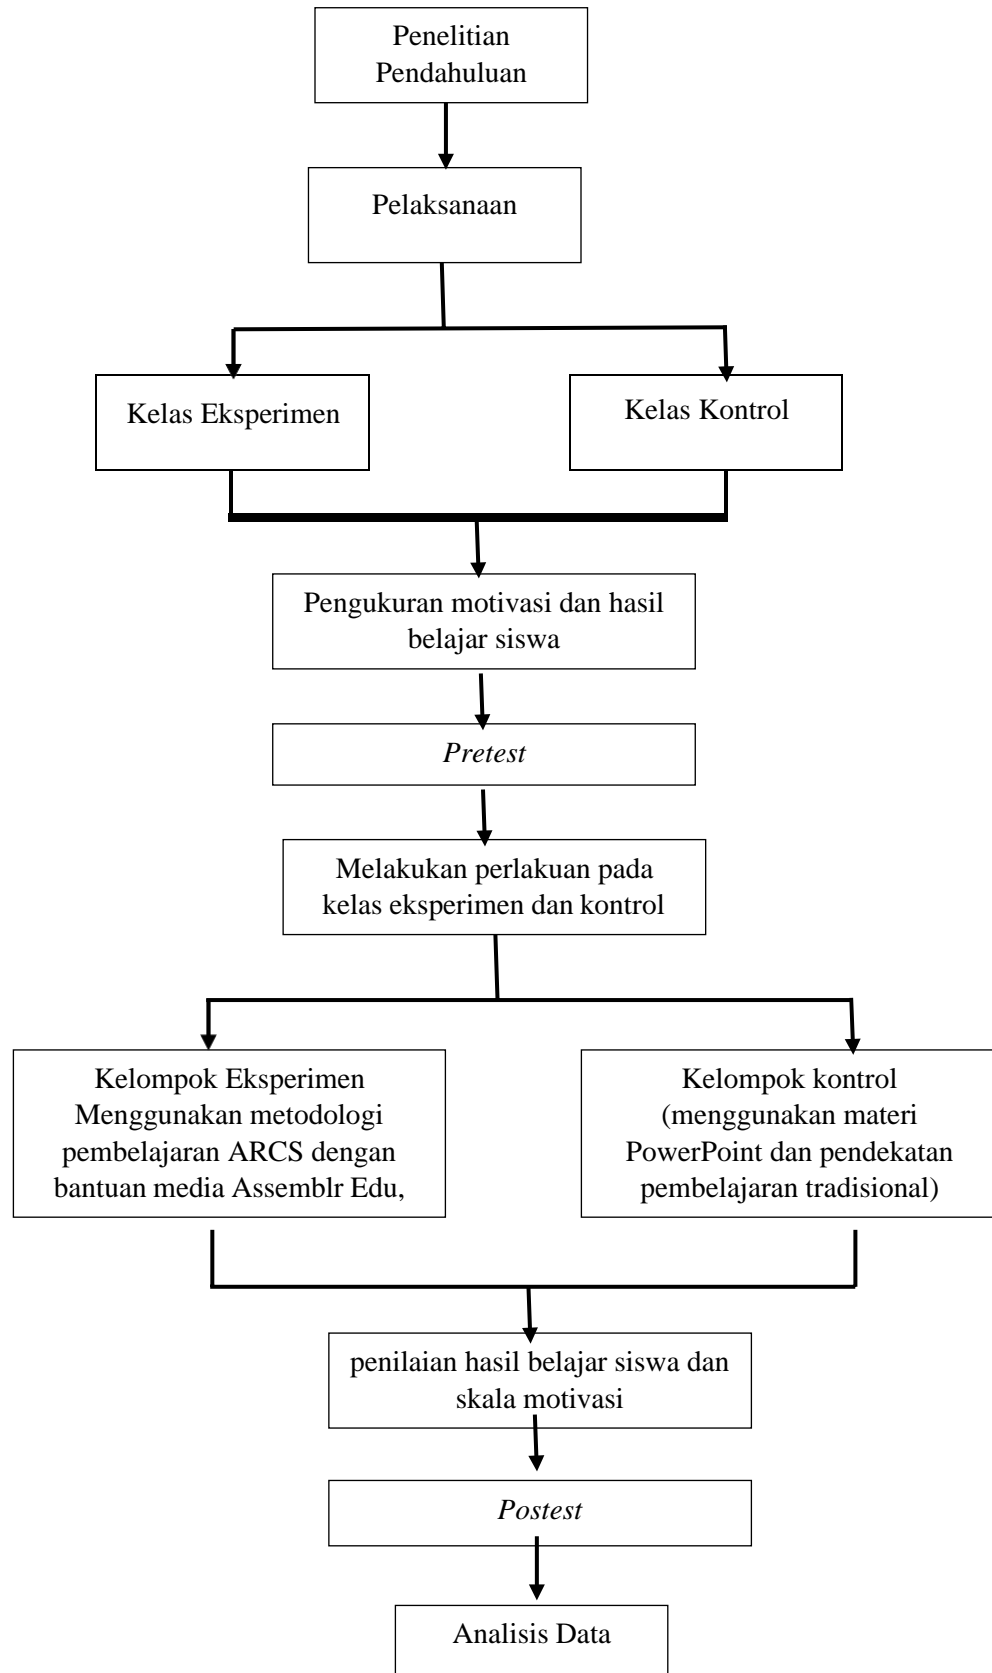 Penelitian
Pendahuluan
Pelaksanaan
Kelas Eksperimen
Kelas Kontrol
Pengukuran motivasi dan hasil
belajar siswa
Pretest
Melakukan perlakuan pada
kelas eksperimen dan kontrol
Kelompok Eksperimen
Menggunakan metodologi
pembelajaran ARCS dengan
bantuan media Assemblr Edu,
Kelompok kontrol
(menggunakan materi
PowerPoint dan pendekatan
pembelajaran tradisional)
penilaian hasil belajar siswa dan
skala motivasi
Postest
Analisis Data